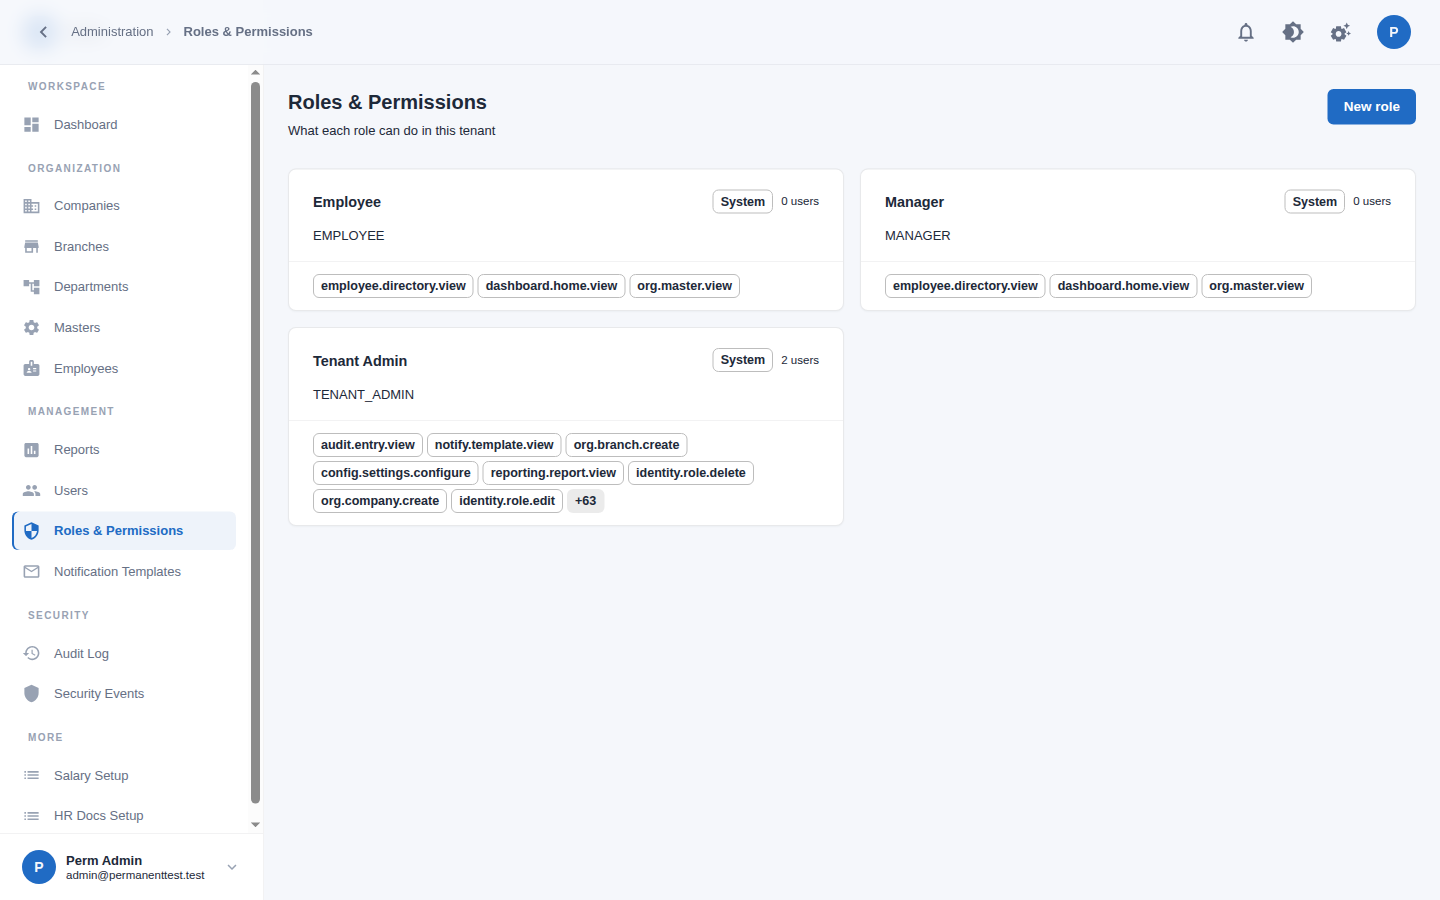 Administration
Roles & Permissions
P
WORKSPACE
Dashboard
ORGANIZATION
Companies
Branches
Departments
Masters
Employees
MANAGEMENT
Reports
Users
Roles & Permissions
Notification Templates
SECURITY
Audit Log
Security Events
MORE
Salary Setup
HR Docs Setup
P
Perm Admin
admin@permanenttest.test
Roles & Permissions
What each role can do in this tenant
New role
Employee System 0 users
EMPLOYEE
employee.directory.view dashboard.home.view org.master.view
Manager System 0 users
MANAGER
employee.directory.view dashboard.home.view org.master.view
Tenant Admin System 2 users
TENANT_ADMIN
audit.entry.view notify.template.view org.branch.create
config.settings.configure reporting.report.view identity.role.delete
org.company.create identity.role.edit +63